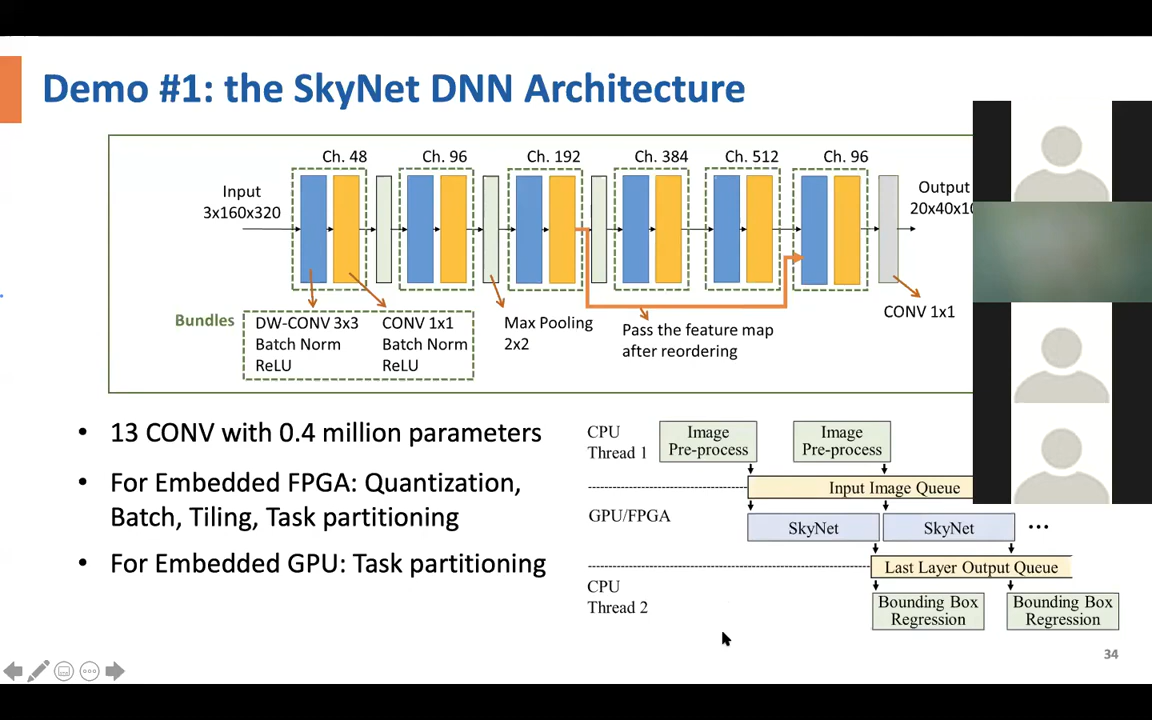 Demo #1: the SkyNet DNN Architecture
Ch. 48
Ch. 96
Ch. 192
Ch. 384
Ch. 512
Ch. 96
Input
3x160x320
Output
20x40x10
Bundles
DW-CONV 3x3
Batch Norm
ReLU
CONV 1x1
Batch Norm
ReLU
Max Pooling
2x2
Pass the feature map
after reordering
CONV 1x1
• 13 CONV with 0.4 million parameters
• For Embedded FPGA: Quantization,
Batch, Tiling, Task partitioning
• For Embedded GPU: Task partitioning
CPU
Thread 1
Image
Pre-process
Image
Pre-process
Input Image Queue
GPU/FPGA
SkyNet
SkyNet
...
Last Layer Output Queue
CPU
Thread 2
Bounding Box
Regression
Bounding Box
Regression
34